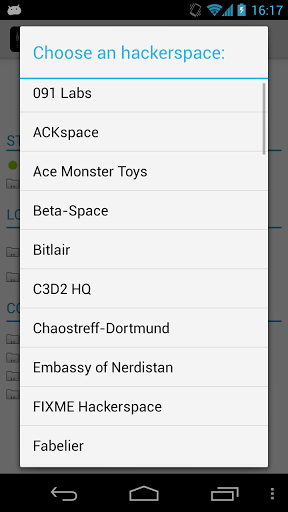 16:17
Choose an hackerspace:
091 Labs
ACKspace
Ace Monster Toys
Beta-Space
Bitlair
C3D2 HQ
Chaostreff-Dortmund
Embassy of Nerdistan
FIXME Hackerspace
Fabelier
ST
LO
CO